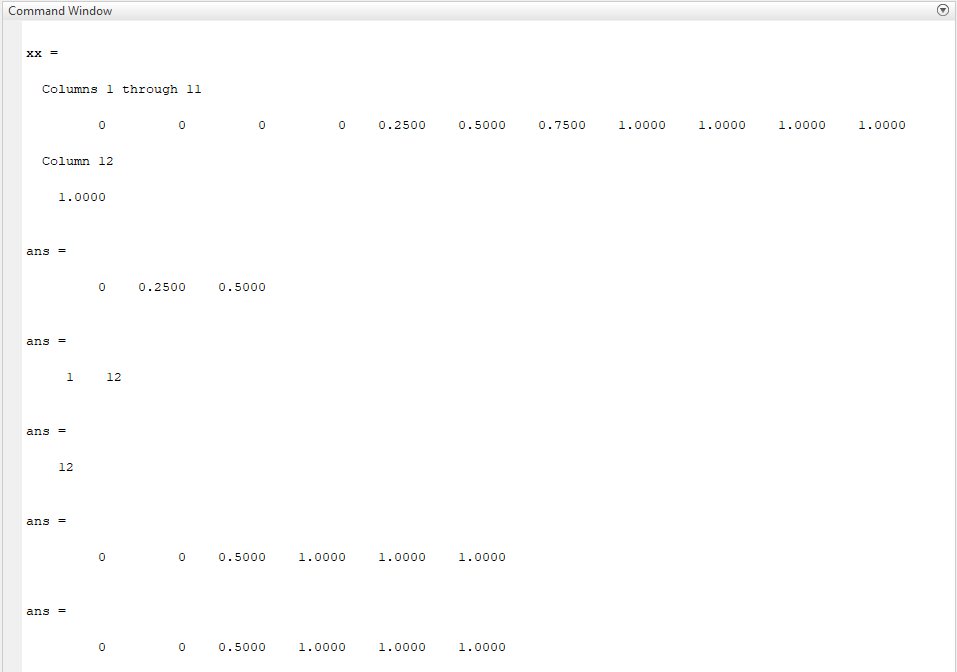 Command Window
xx =
Columns 1 through 11
0 0 0 0 0.2500 0.5000 0.7500 1.0000 1.0000 1.0000 1.0000
Column 12
1.0000
ans =
0 0.2500 0.5000
ans =
1 12
ans =
12
ans =
0 0 0.5000 1.0000 1.0000 1.0000
ans =
0 0 0.5000 1.0000 1.0000 1.0000